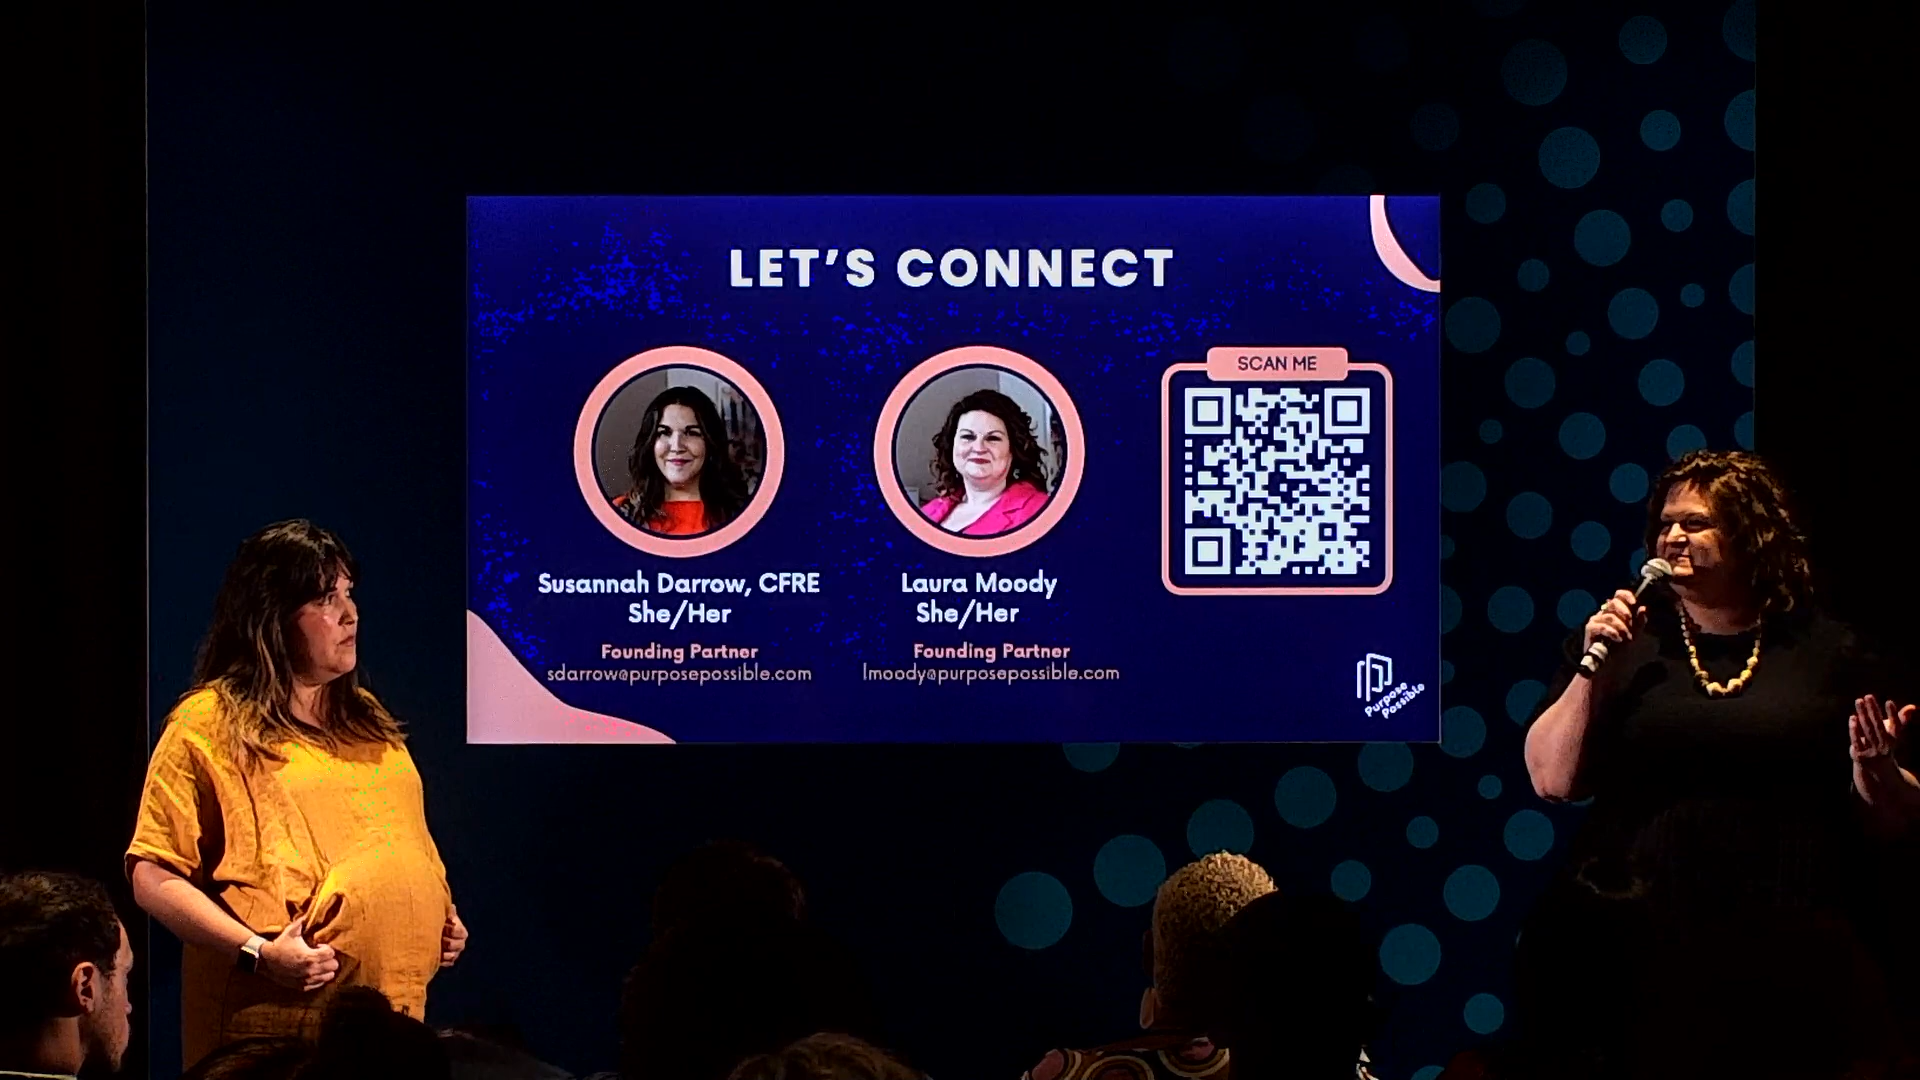 LET'S CONNECT
SCAN ME
Susannah Darrow, CFRE
She/Her
Founding Partner
sdarrow@purposepossible.com
Laura Moody
She/Her
Founding Partner
lmoody@purposepossible.com
Purpose
Possible